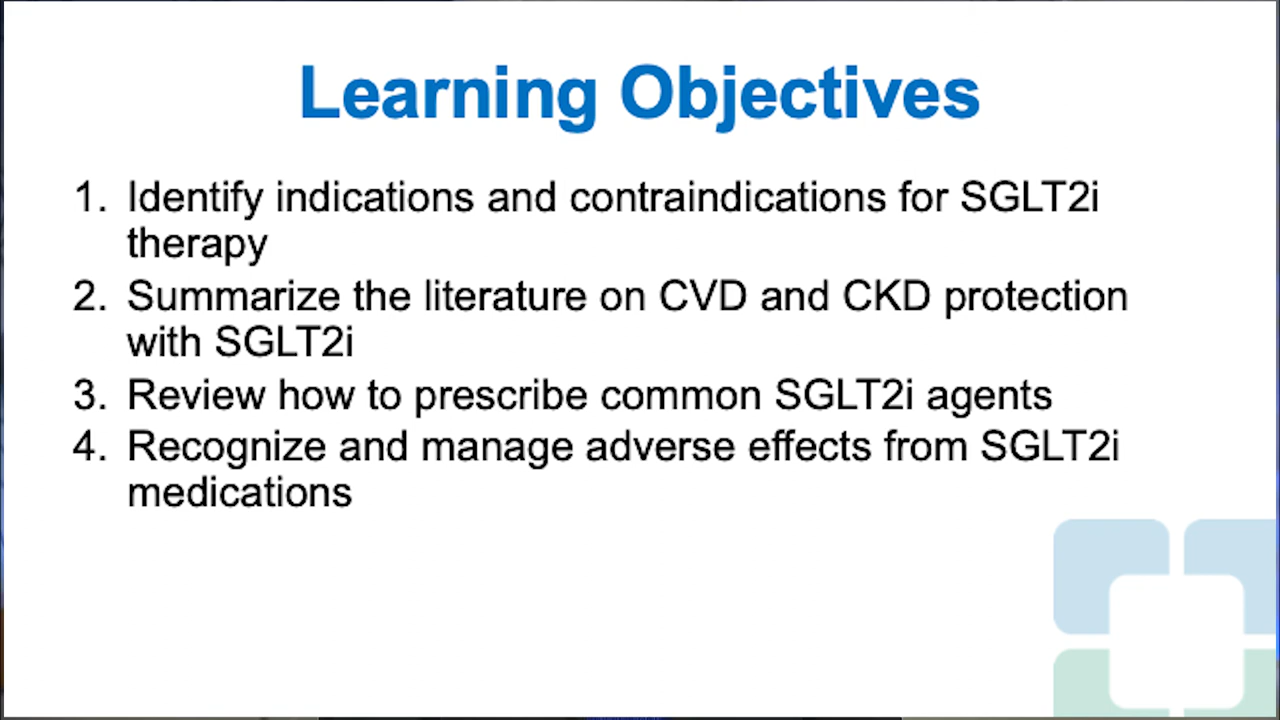 Learning Objectives
1. Identify indications and contraindications for SGLT2i
therapy
2. Summarize the literature on CVD and CKD protection
with SGLT2i
3. Review how to prescribe common SGLT2i agents
4. Recognize and manage adverse effects from SGLT2i
medications